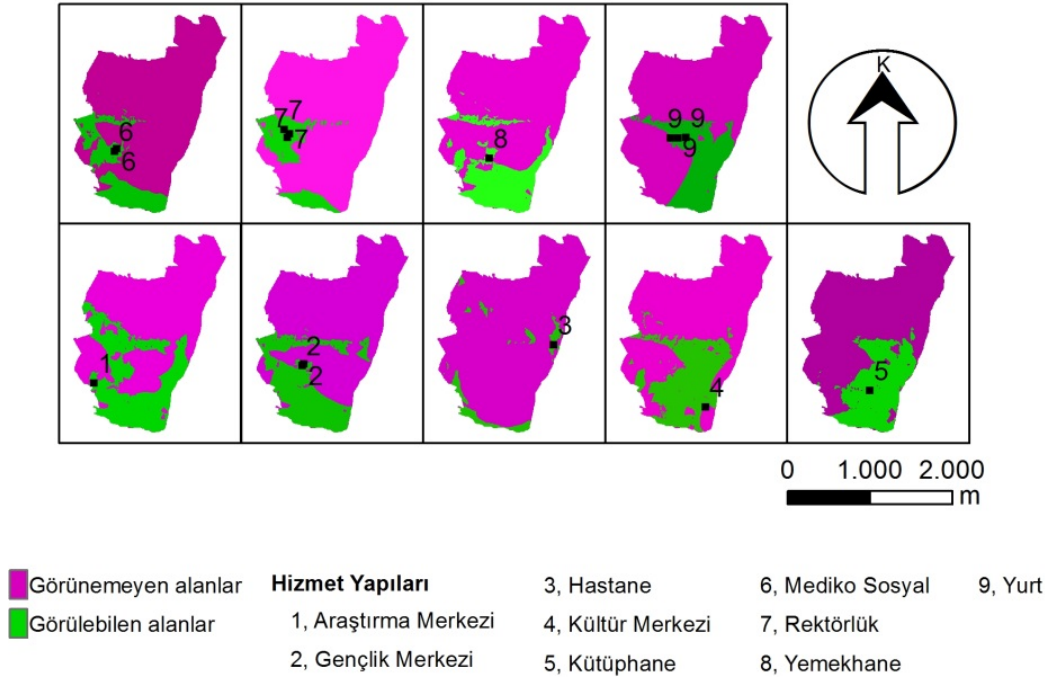 K
6
6
7
7
7
8
9
9
9
1
2
2
3
4
5
0 1.000 2.000
m
Görünemeyen alanlar
Görülebilen alanlar
Hizmet Yapıları
1, Araştırma Merkezi
2, Gençlik Merkezi
3, Hastane
4, Kültür Merkezi
5, Kütüphane
6, Mediko Sosyal
7, Rektörlük
8, Yemekhane
9, Yurt